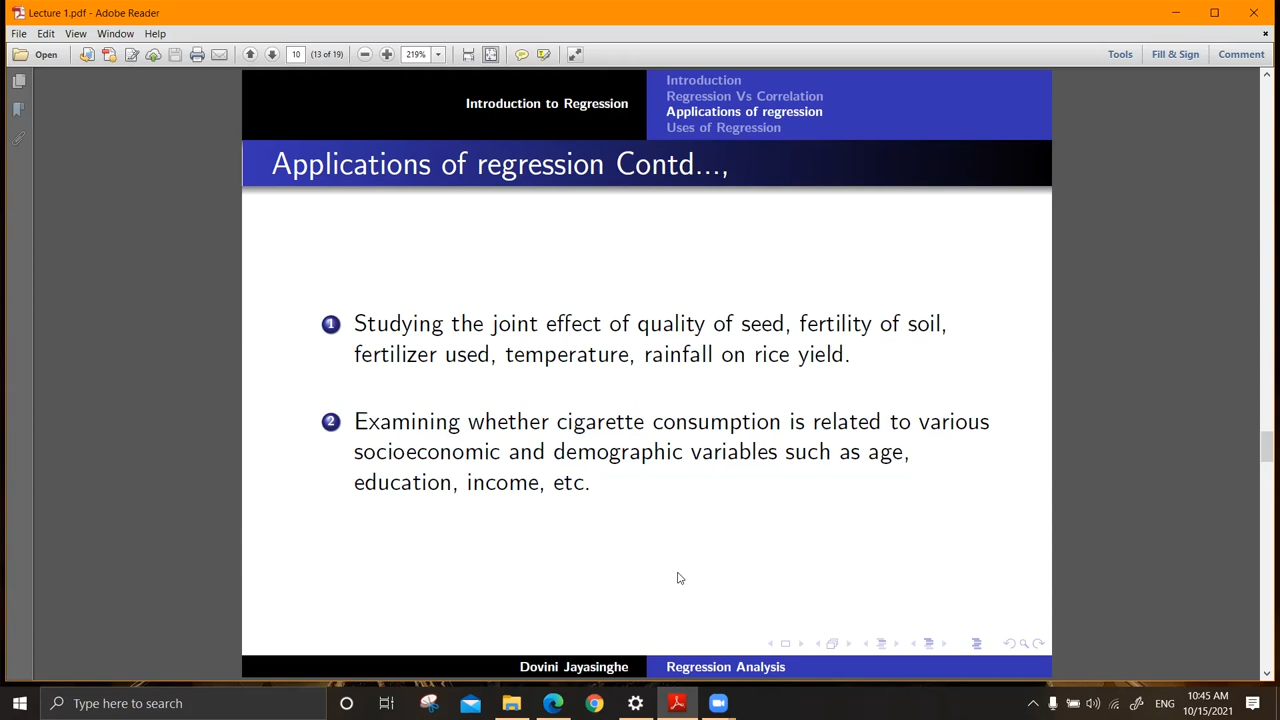 Lecture 1.pdf - Adobe Reader
File Edit View Window Help
Open 10 (13 of 19) 219% Tools Fill & Sign Comment
Introduction to Regression
Introduction
Regression Vs Correlation
Applications of regression
Uses of Regression
Applications of regression Contd...,
1 Studying the joint effect of quality of seed, fertility of soil,
fertilizer used, temperature, rainfall on rice yield.
2 Examining whether cigarette consumption is related to various
socioeconomic and demographic variables such as age,
education, income, etc.
Dovini Jayasinghe Regression Analysis
Type here to search
ENG
10:45 AM
10/15/2021